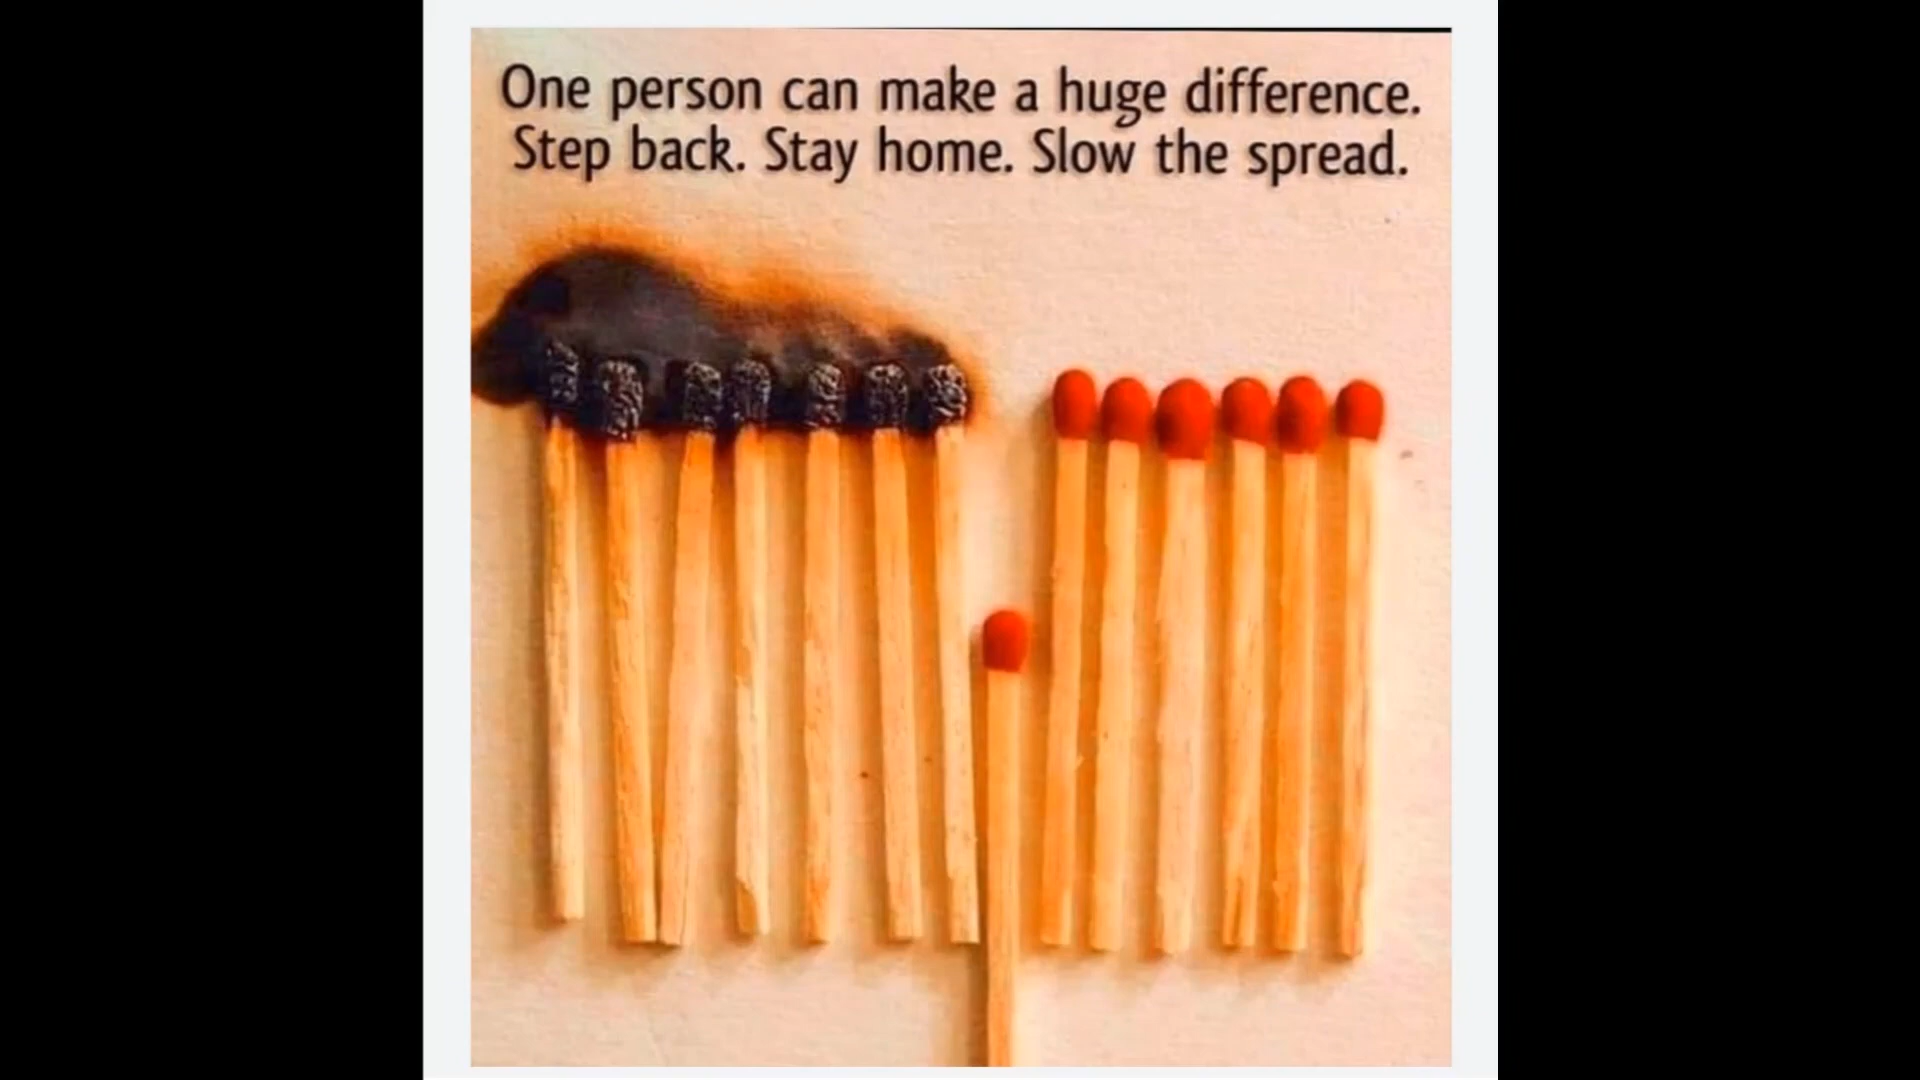 One person can make a huge difference.
Step back. Stay home. Slow the spread.